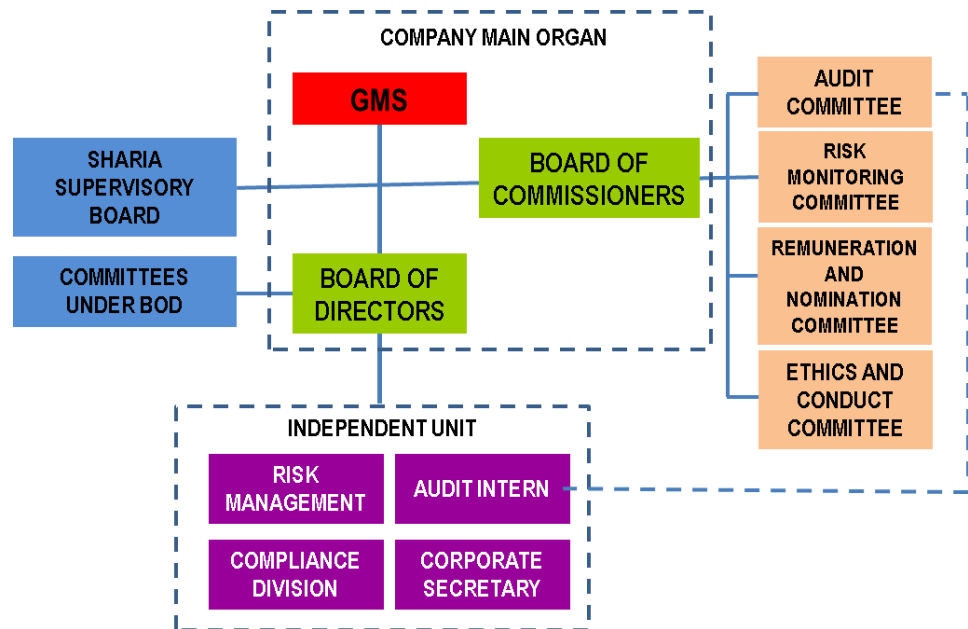 COMPANY MAIN ORGAN
GMS
SHARIA
SUPERVISORY
BOARD
BOARD OF
COMMISSIONERS
COMMITTEES
UNDER BOD
BOARD OF
DIRECTORS
AUDIT
COMMITTEE
RISK
MONITORING
COMMITTEE
REMUNERATION
AND
NOMINATION
COMMITTEE
ETHICS AND
CONDUCT
COMMITTEE
INDEPENDENT UNIT
RISK
MANAGEMENT
AUDIT INTERN
COMPLIANCE
DIVISION
CORPORATE
SECRETARY